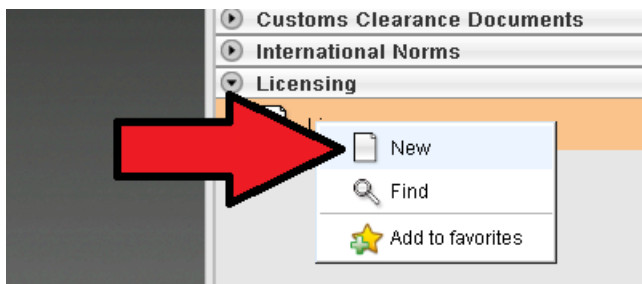 Customs Clearance Documents
International Norms
Licensing
New
Find
Add to favorites